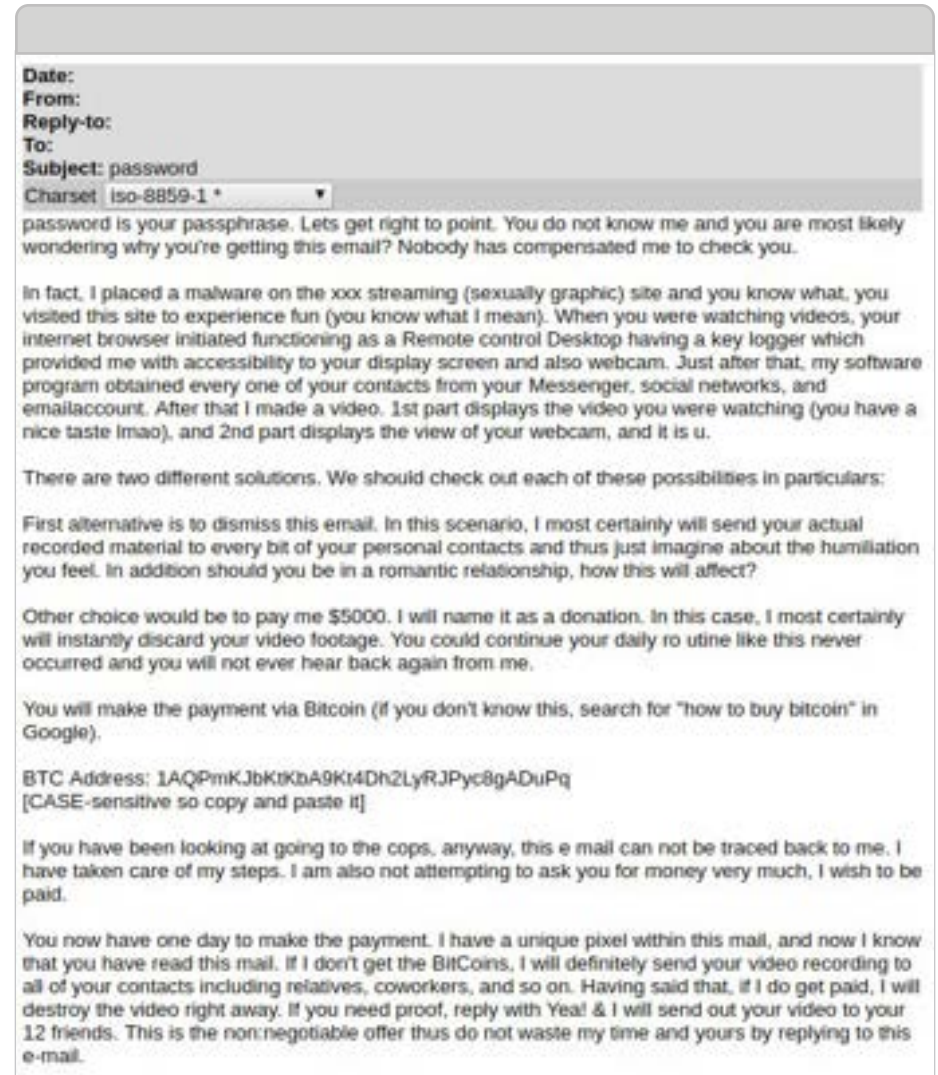 Date:
From:
Reply-to:
To:
Subject: password
Charset iso-8859-1 *
password is your passphrase. Lets get right to point. You do not know me and you are most likely
wondering why you're getting this email? Nobody has compensated me to check you.
In fact, I placed a malware on the xxx streaming (sexually graphic) site and you know what, you
visited this site to experience fun (you know what I mean). When you were watching videos, your
internet browser initiated functioning as a Remote control Desktop having a key logger which
provided me with accessibility to your display screen and also webcam. Just after that, my software
program obtained every one of your contacts from your Messenger, social networks, and
emailaccount. After that I made a video. 1st part displays the video you were watching (you have a
nice taste lmao), and 2nd part displays the view of your webcam, and it is u.
There are two different solutions. We should check out each of these possibilities in particulars:
First alternative is to dismiss this email. In this scenario, I most certainly will send your actual
recorded material to every bit of your personal contacts and thus just imagine about the humiliation
you feel. In addition should you be in a romantic relationship, how this will affect?
Other choice would be to pay me $5000. I will name it as a donation. In this case, I most certainly
will instantly discard your video footage. You could continue your daily ro utine like this never
occurred and you will not ever hear back again from me.
You will make the payment via Bitcoin (if you don't know this, search for "how to buy bitcoin" in
Google).
BTC Address: 1AQPmKJbKtKbA9Kt4Dh2LyRJPyc8gADuPq
[CASE-sensitive so copy and paste it]
If you have been looking at going to the cops, anyway, this e mail can not be traced back to me. I
have taken care of my steps. I am also not attempting to ask you for money very much, I wish to be
paid.
You now have one day to make the payment. I have a unique pixel within this mail, and now I know
that you have read this mail. If I don't get the BitCoins, I will definitely send your video recording to
all of your contacts including relatives, coworkers, and so on. Having said that, if I do get paid, I will
destroy the video right away. If you need proof, reply with Yea! & I will send out your video to your
12 friends. This is the non:negotiable offer thus do not waste my time and yours by replying to this
e-mail.